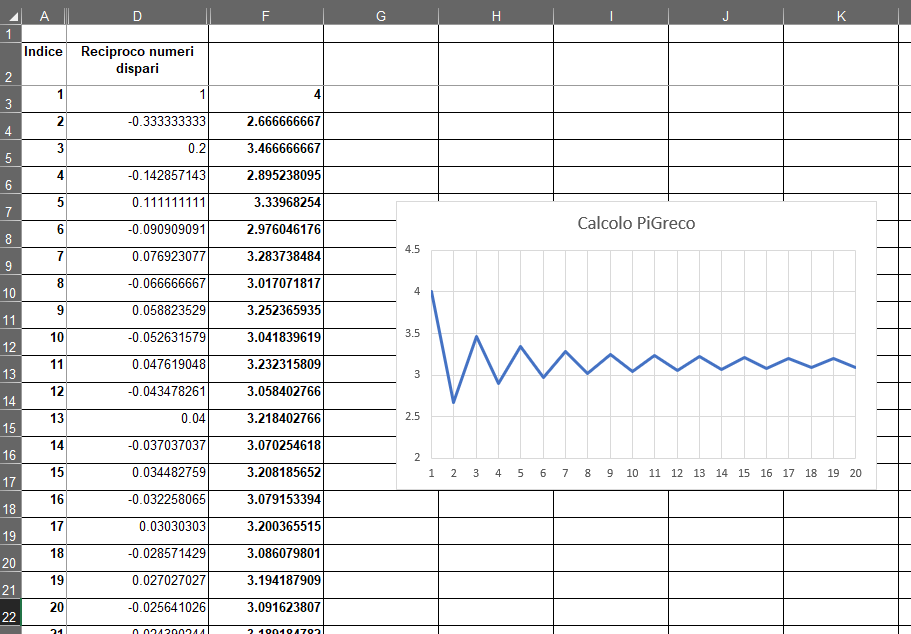 A D F G H I J K
1
2 Indice Reciproco numeri
dispari
3 1 1 4
4 2 -0.333333333 2.666666667
5 3 0.2 3.466666667
6 4 -0.142857143 2.895238095
7 5 0.111111111 3.33968254
8 6 -0.090909091 2.976046176
9 7 0.076923077 3.283738484
10 8 -0.066666667 3.017071817
11 9 0.058823529 3.252365935
12 10 -0.052631579 3.041839619
13 11 0.047619048 3.232315809
14 12 -0.043478261 3.058402766
15 13 0.04 3.218402766
16 14 -0.037037037 3.070254618
17 15 0.034482759 3.208185652
18 16 -0.032258065 3.079153394
19 17 0.03030303 3.200365515
20 18 -0.028571429 3.086079801
21 19 0.027027027 3.194187909
22 20 -0.025641026 3.091623807
21 0.024390244 3.189184782
Calcolo PiGreco
4.5
4
3.5
3
2.5
2
1 2 3 4 5 6 7 8 9 10 11 12 13 14 15 16 17 18 19 20